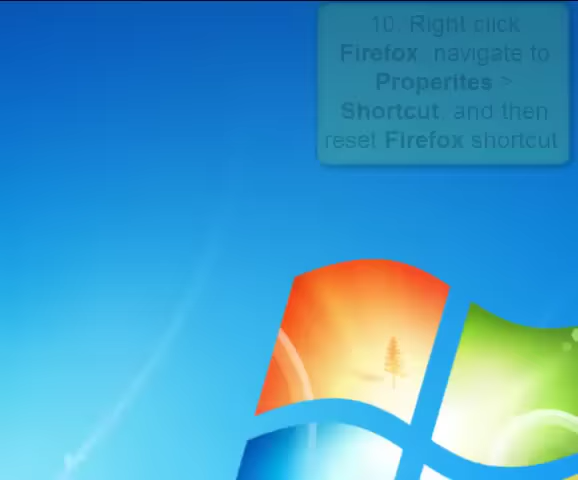 10. Right click
Firefox, navigate to
Properites >
Shortcut, and then
reset Firefox shortcut